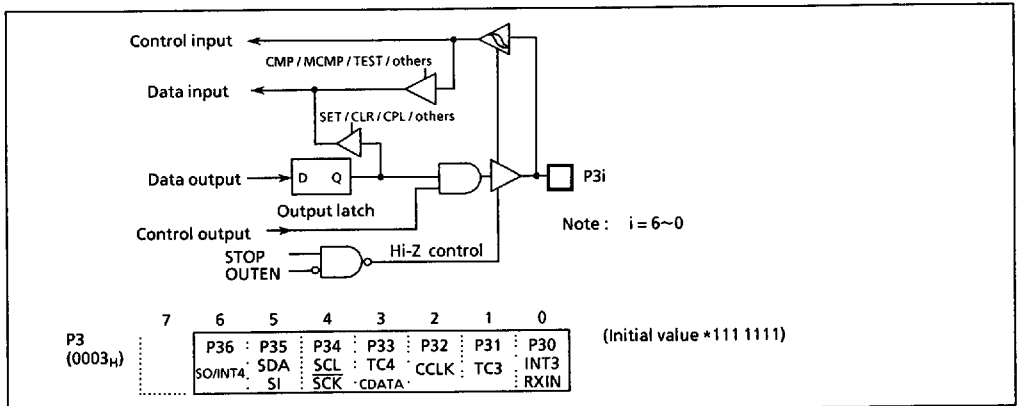 Control input
CMP / MCMP / TEST / others
Data input
SET / CLR / CPL / others
Data output
D Q
P3i
Output latch
Note : i = 6~0
Control output
STOP
Hi-Z control
OUTEN
7 6 5 4 3 2 1 0
P3
(0003H)
P36 P35 P34 P33 P32 P31 P30
SO/INT4 SDA SCL TC4 CCLK TC3 INT3
SI SCK CDATA RXIN
(Initial value *111 1111)